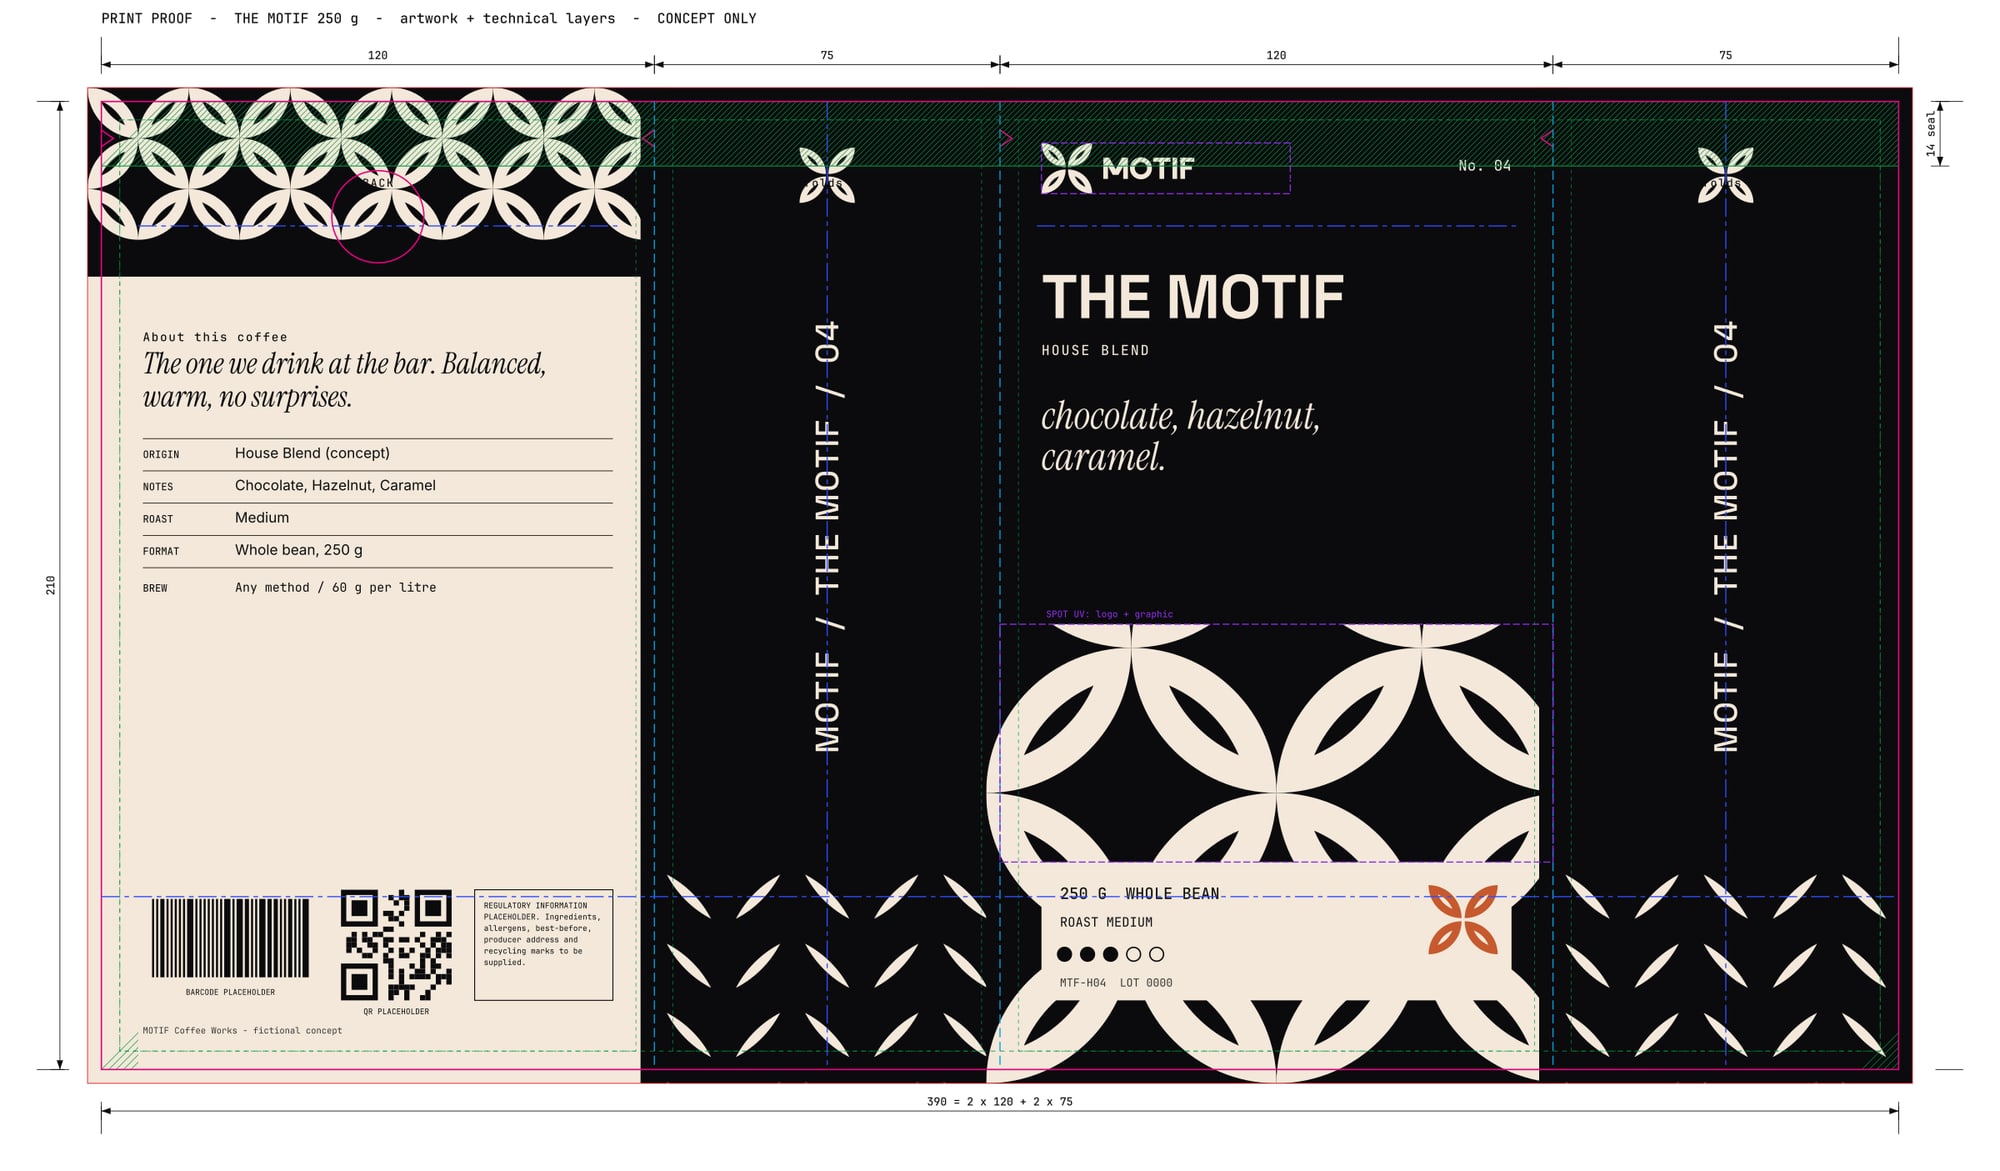 PRINT PROOF - THE MOTIF 250 g - artwork + technical layers - CONCEPT ONLY
120
75
120
75
14 seal
210
BACK
MOTIF
No. 04
THE MOTIF
HOUSE BLEND
chocolate, hazelnut,
caramel.
About this coffee
The one we drink at the bar. Balanced,
warm, no surprises.
ORIGIN House Blend (concept)
NOTES Chocolate, Hazelnut, Caramel
ROAST Medium
FORMAT Whole bean, 250 g
BREW Any method / 60 g per litre
MOTIF / THE MOTIF / 04
MOTIF / THE MOTIF / 04
SPOT UV: logo + graphic
250 G WHOLE BEAN
ROAST MEDIUM
MTF-H04 LOT 0000
BARCODE PLACEHOLDER
QR PLACEHOLDER
REGULATORY INFORMATION
PLACEHOLDER. Ingredients,
allergens, best-before,
producer address and
recycling marks to be
supplied.
MOTIF Coffee Works - fictional concept
390 = 2 x 120 + 2 x 75